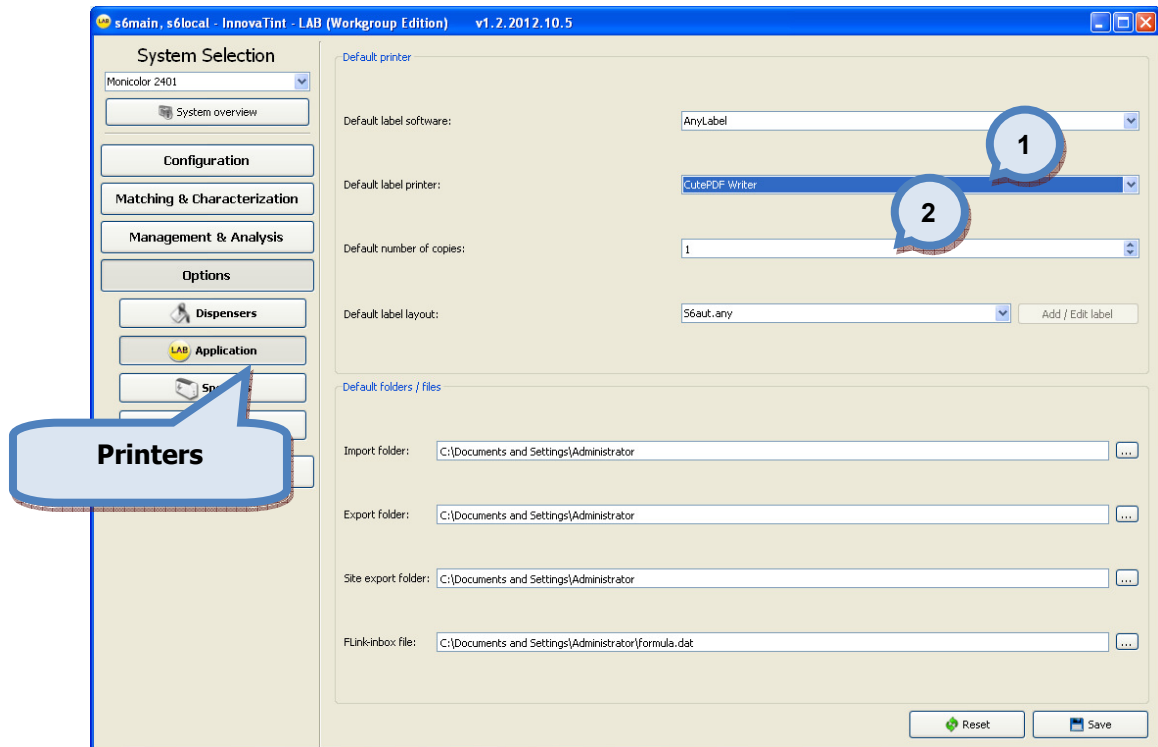 s6main, s6local - InnovaTint - LAB (Workgroup Edition) v1.2.2012.10.5
System Selection
Monicolor 2401
System overview
Configuration
Matching & Characterization
Management & Analysis
Options
Dispensers
LAB Application
Printers
Default printer
Default label software: AnyLabel
1
Default label printer: CutePDF Writer
2
Default number of copies: 1
Default label layout: S6aut.any Add / Edit label
Default folders / files
Import folder: C:\Documents and Settings\Administrator ...
Export folder: C:\Documents and Settings\Administrator ...
Site export folder: C:\Documents and Settings\Administrator ...
FLink-inbox file: C:\Documents and Settings\Administrator\formula.dat ...
Reset Save